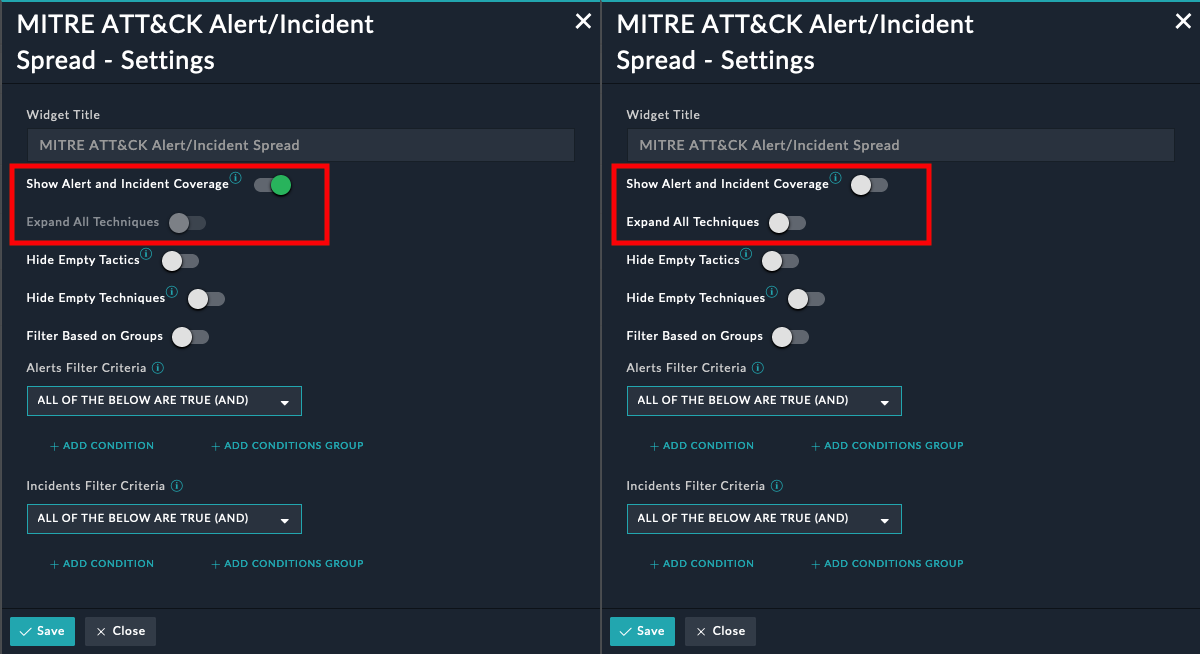 MITRE ATT&CK Alert/Incident
Spread - Settings
Widget Title
MITRE ATT&CK Alert/Incident Spread
Show Alert and Incident Coverage
Expand All Techniques
Hide Empty Tactics
Hide Empty Techniques
Filter Based on Groups
Alerts Filter Criteria
ALL OF THE BELOW ARE TRUE (AND)
+ ADD CONDITION + ADD CONDITIONS GROUP
Incidents Filter Criteria
ALL OF THE BELOW ARE TRUE (AND)
+ ADD CONDITION + ADD CONDITIONS GROUP
Save Close
MITRE ATT&CK Alert/Incident
Spread - Settings
Widget Title
MITRE ATT&CK Alert/Incident Spread
Show Alert and Incident Coverage
Expand All Techniques
Hide Empty Tactics
Hide Empty Techniques
Filter Based on Groups
Alerts Filter Criteria
ALL OF THE BELOW ARE TRUE (AND)
+ ADD CONDITION + ADD CONDITIONS GROUP
Incidents Filter Criteria
ALL OF THE BELOW ARE TRUE (AND)
+ ADD CONDITION + ADD CONDITIONS GROUP
Save Close